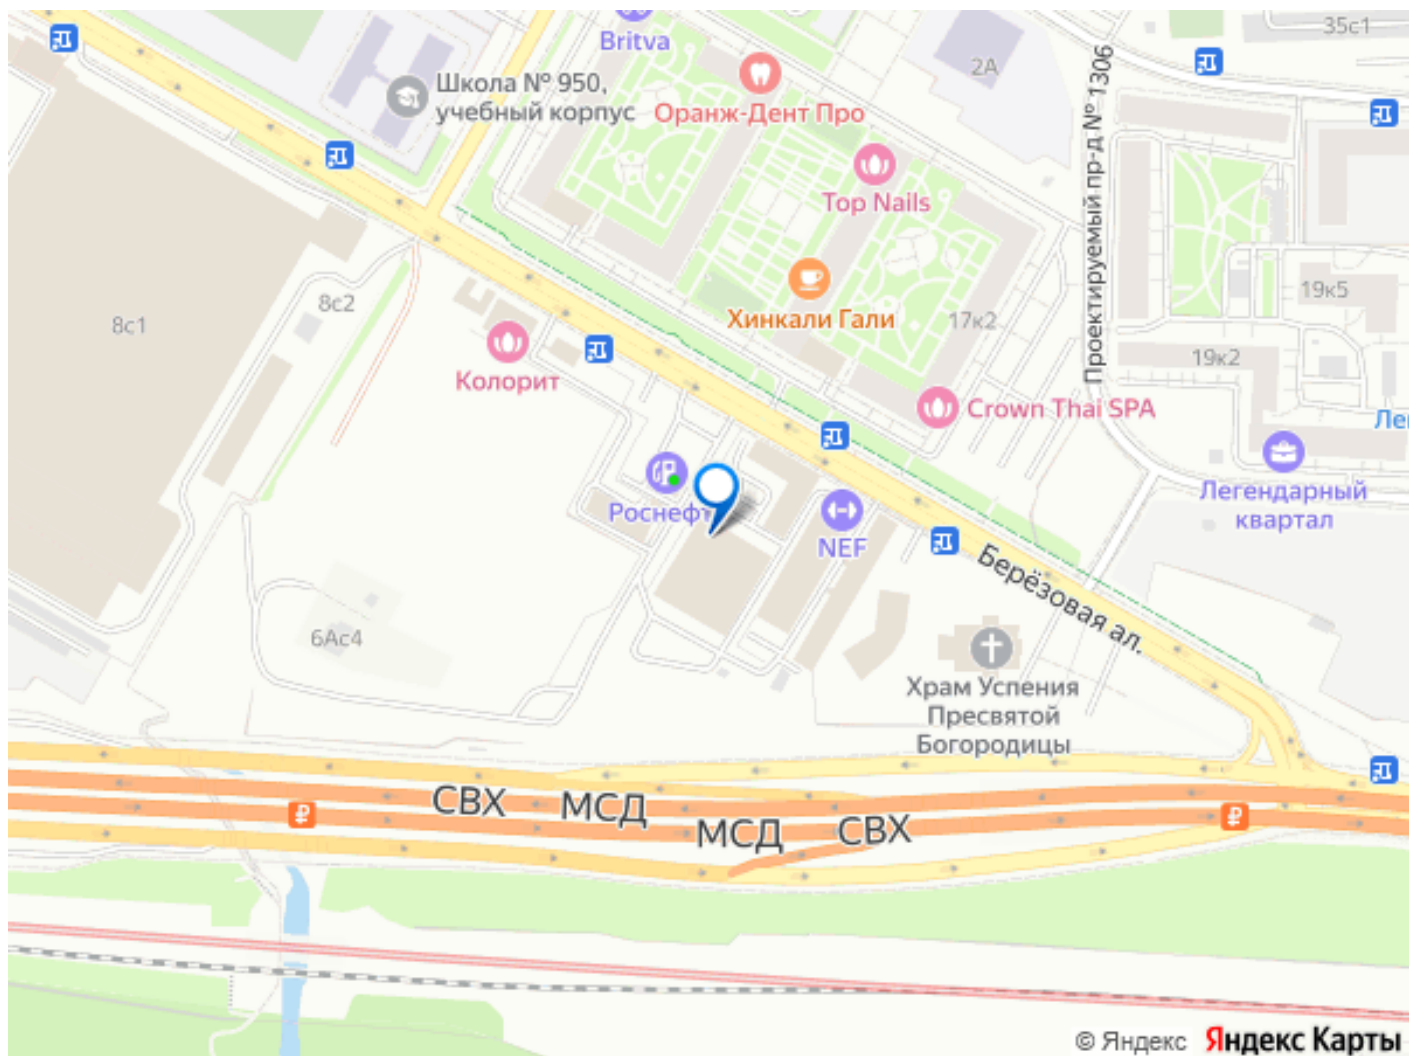 35с1
Britva
2А
Школа № 950,
учебный корпус
Оранж-Дент Про
Проектируемый пр-д № 1306
Top Nails
8с2
8с1
19к5
Хинкали Гали
17к2
19к2
Колорит
Crown Thai SPA
Ле
Легендарный
квартал
Роснефт
NEF
Берёзовая ал.
6Ас4
Храм Успения
Пресвятой
Богородицы
СВХ
МСД
МСД
СВХ
© Яндекс Яндекс Карты